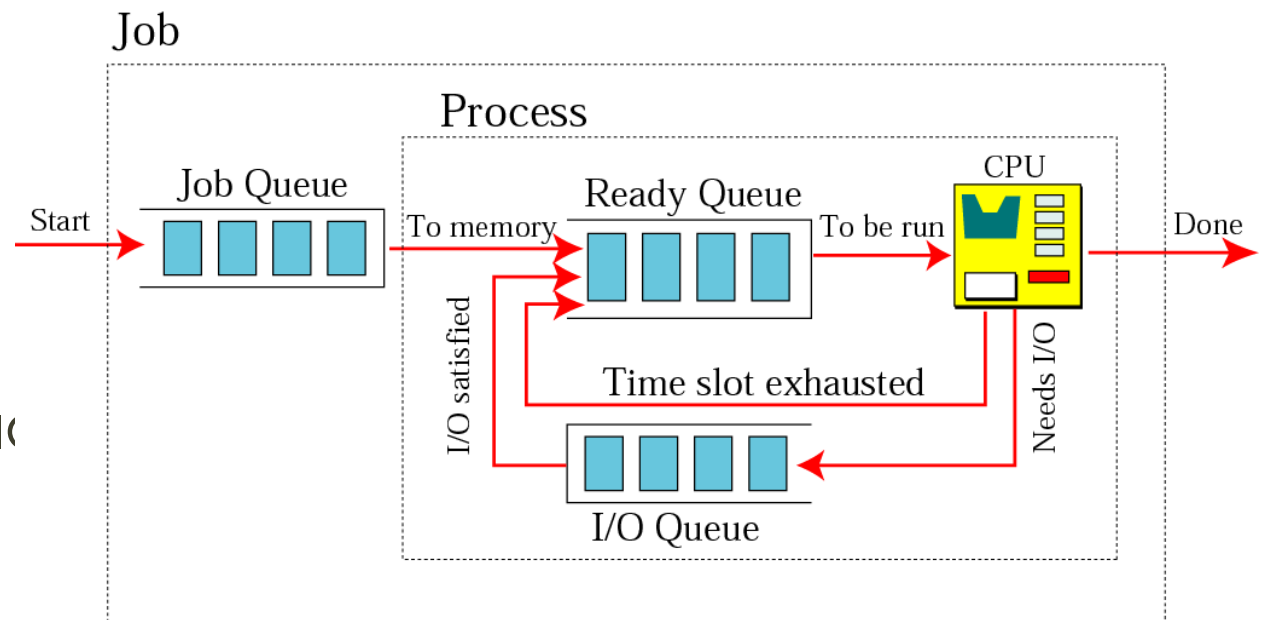 Job
Process
CPU
Job Queue
Ready Queue
Start
To memory
To be run
Done
I/O satisfied
Needs I/O
Time slot exhausted
I/O Queue